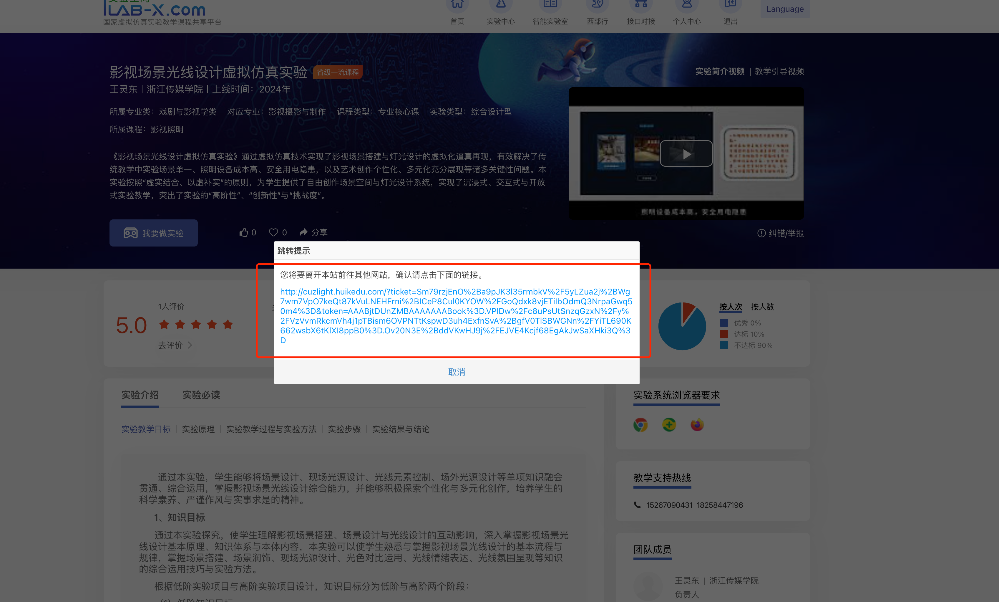 iLAB-X.com
国家虚拟仿真实验教学课程共享平台
首页
实验中心
智能实验室
西部行
接口对接
个人中心
退出
Language
影视场景光线设计虚拟仿真实验
省级一流课程
王灵东 | 浙江传媒学院 | 上线时间：2024年
所属专业类：戏剧与影视学类 对应专业：影视摄影与制作 课程类型：专业核心课 实验类型：综合设计型
所属课程：影视照明
《影视场景光线设计虚拟仿真实验》通过虚拟仿真技术实现了影视场景搭建与灯光设计的虚拟化逼真再现，有效解决了传
统教学中实验场景单一、照明设备成本高、安全用电隐患，以及艺术创作个性化、多元化充分展现等诸多关键性问题。本
实验按照“虚实结合、以虚补实”的原则，为学生提供了自由创作场景空间与灯光设计系统，实现了沉浸式、交互式与开放
式实验教学，突出了实验的“高阶性”、“创新性”与“挑战度”。
实验简介视频 | 教学引导视频
照明设备成本高，安全用电隐患
我要做实验
0
0
分享
纠错/举报
跳转提示
您将要离开本站前往其他网站，确认请点击下面的链接。
http://cuzlight.huikedu.com/?ticket=Sm79rzjEnO%2Ba9pJK3l35rmbkV%2F5yLZua2j%2BWg
7wm7VpO7keQt87kVuLNEHFrni%2BICeP8Cul0KYOW%2FGoQdxk8vjETilbOdmQ3NrpaGwq5
0m4%3D&token=AAABjtDUnZMBAAAAAAABook%3D.VPlDw%2Fc8uPsUtSnzqGzxN%2Fy%
2FVzVvmRkcmVh4j1pTBism6OVPNTtKspwD3uh4ExfnSvA%2BgfV0TlSBWGNn%2FYiTL690K
662wsbX6tKlXI8ppB0%3D.Ov20N3E%2BddVKwHJ9j%2FEJVE4Kcjf68EgAkJwSaXHki3Q%3
D
取消
1人评价
5.0
去评价
按人次 按人数
优秀 0%
达标 10%
不达标 90%
实验介绍
实验必读
实验教学目标 | 实验原理 | 实验教学过程与实验方法 | 实验步骤 | 实验结果与结论
通过本实验，学生能够将场景设计、现场光源设计、光线元素控制、场外光源设计等单项知识融会
贯通、综合运用，掌握影视场景光线设计综合能力，并能够积极探索个性化与多元化创作，培养学生的
科学素养、严谨作风与实事求是的精神。
1、知识目标
通过本实验探究，使学生理解影视场景搭建、场景设计与光线设计的互动影响，深入掌握影视场景光
线设计基本原理、知识体系与本体内容，本实验可以使学生熟悉与掌握影视场景光线设计的基本流程与
规律，掌握场景搭建、场景润饰、现场光源设计、光色对比运用、光线情绪表达、光线氛围呈现等知识
的综合运用技巧与实验方法。
根据低阶实验项目与高阶实验项目设计，知识目标分为低阶与高阶两个阶段：
实验系统浏览器要求
教学支持热线
15267090431 18258447196
团队成员
王灵东 | 浙江传媒学院
负责人